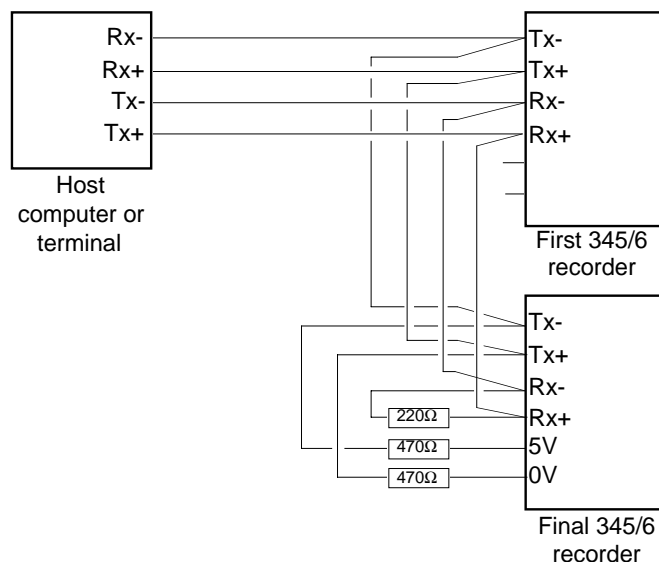 Rx-
Rx+
Tx-
Tx+
Host
computer or
terminal
Tx-
Tx+
Rx-
Rx+
First 345/6
recorder
Tx-
Tx+
Rx-
Rx+
5V
0V
220Ω
470Ω
470Ω
Final 345/6
recorder